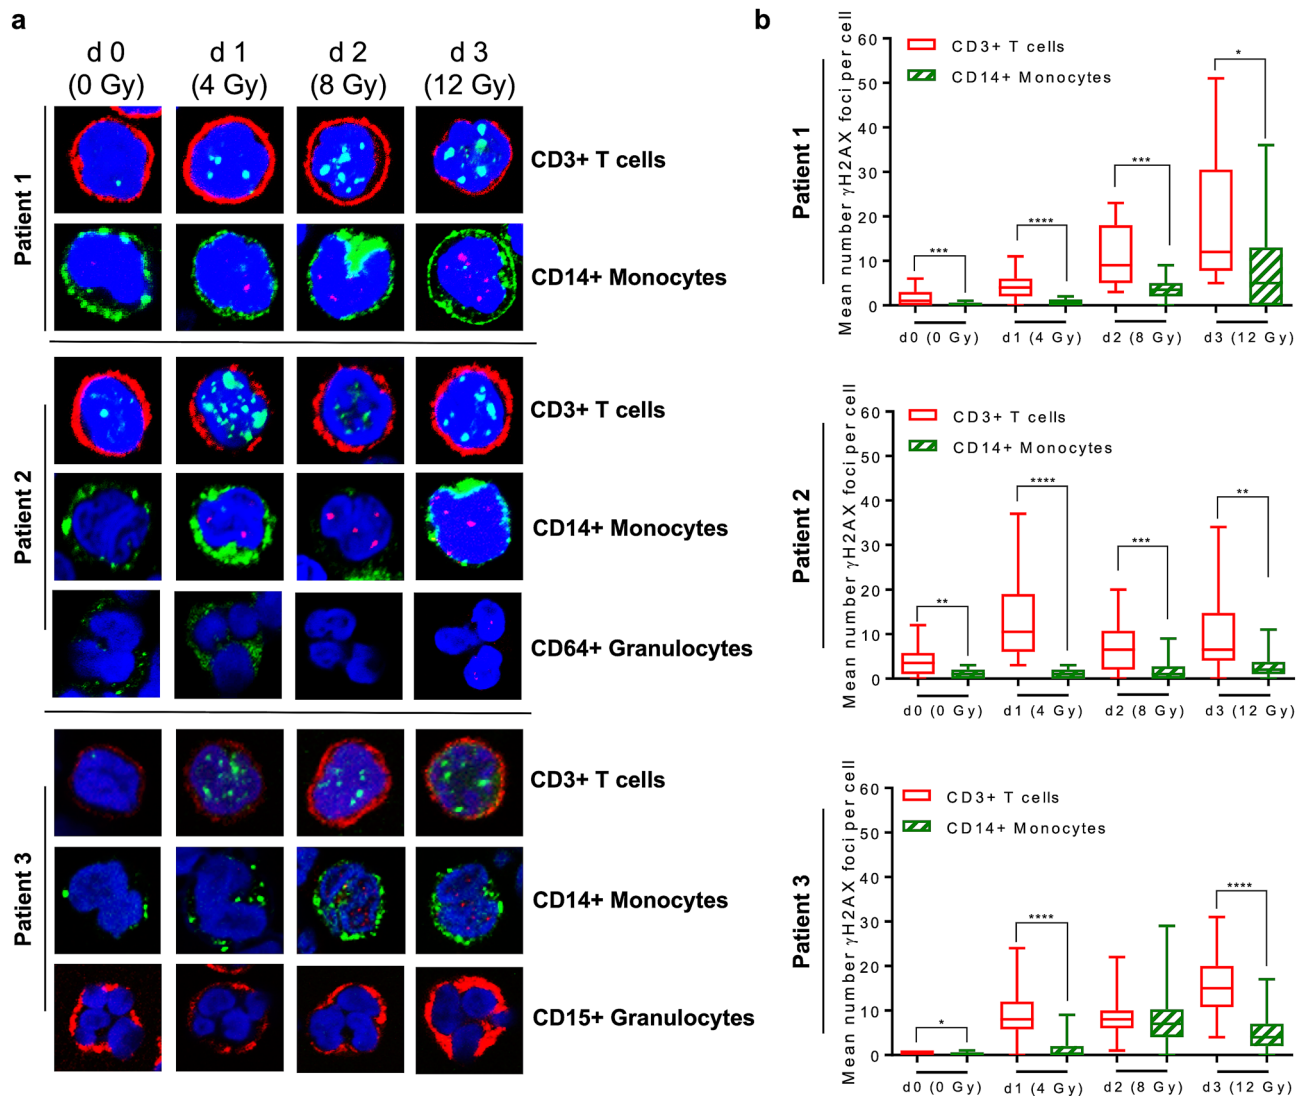 a
d 0
(0 Gy)
d 1
(4 Gy)
d 2
(8 Gy)
d 3
(12 Gy)
Patient 1
CD3+ T cells
CD14+ Monocytes
Patient 2
CD3+ T cells
CD14+ Monocytes
CD64+ Granulocytes
Patient 3
CD3+ T cells
CD14+ Monocytes
CD15+ Granulocytes
b
Patient 1
Mean number γH2AX foci per cell
60
50
40
30
20
10
0
CD3+ T cells
CD14+ Monocytes
***
****
***
*
d0 (0 Gy)
d1 (4 Gy)
d2 (8 Gy)
d3 (12 Gy)
Patient 2
Mean number γH2AX foci per cell
60
50
40
30
20
10
0
CD3+ T cells
CD14+ Monocytes
**
****
***
**
d0 (0 Gy)
d1 (4 Gy)
d2 (8 Gy)
d3 (12 Gy)
Patient 3
Mean number γH2AX foci per cell
60
50
40
30
20
10
0
CD3+ T cells
CD14+ Monocytes
*
****
****
d0 (0 Gy)
d1 (4 Gy)
d2 (8 Gy)
d3 (12 Gy)